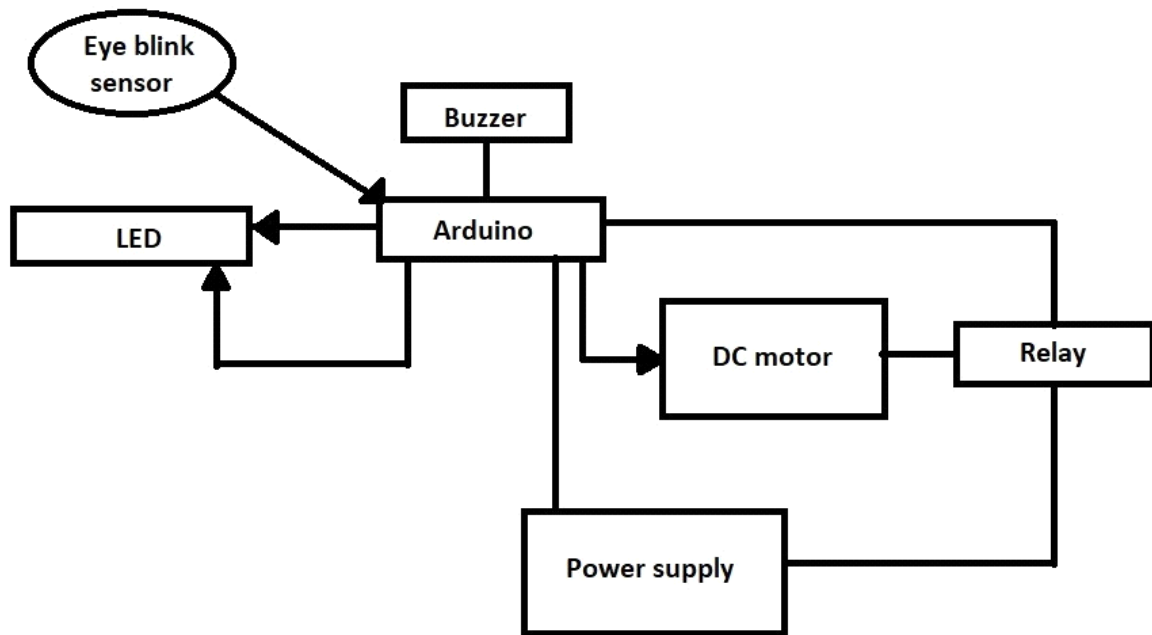 Eye blink
sensor
Buzzer
Arduino
LED
DC motor
Relay
Power supply